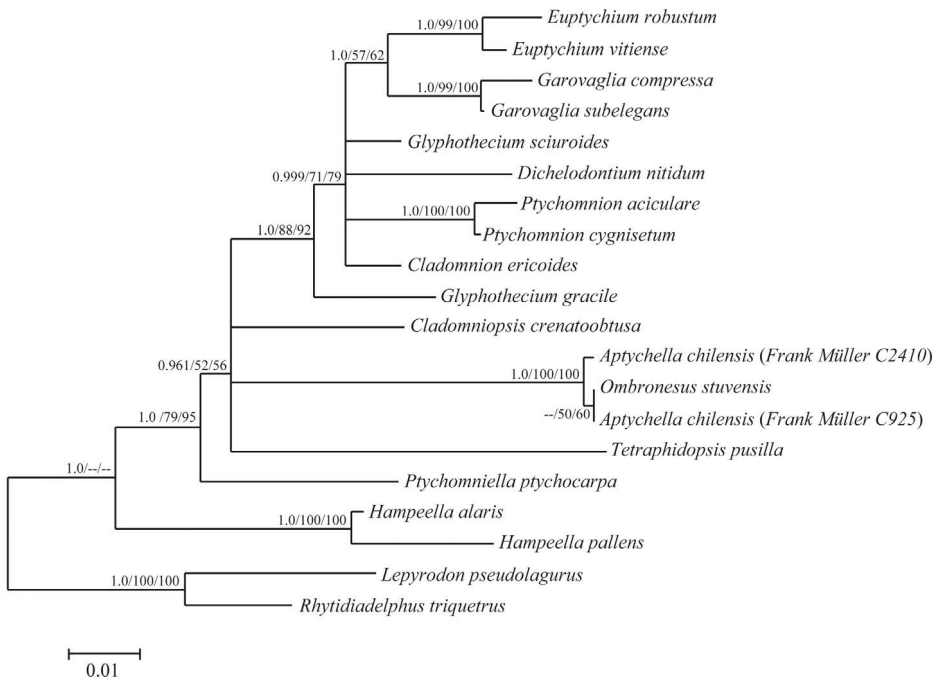 Euptychium robustum
1.0/99/100
Euptychium vitiense
1.0/57/62
Garovaglia compressa
1.0/99/100
Garovaglia subelegans
Glyphothecium sciuroides
Dichelodontium nitidum
0.999/71/79
Ptychomnion aciculare
1.0/100/100
Ptychomnion cygnisetum
1.0/88/92
Cladomnion ericoides
Glyphothecium gracile
Cladomniopsis crenatoobtusa
Aptychella chilensis (Frank Müller C2410)
0.961/52/56
1.0/100/100
Ombronesus stuvensis
--/50/60
Aptychella chilensis (Frank Müller C925)
1.0 /79/95
Tetraphidopsis pusilla
1.0/--/--
Ptychomniella ptychocarpa
Hampeella alaris
1.0/100/100
Hampeella pallens
Lepyrodon pseudolagurus
1.0/100/100
Rhytidiadelphus triquetrus
0.01